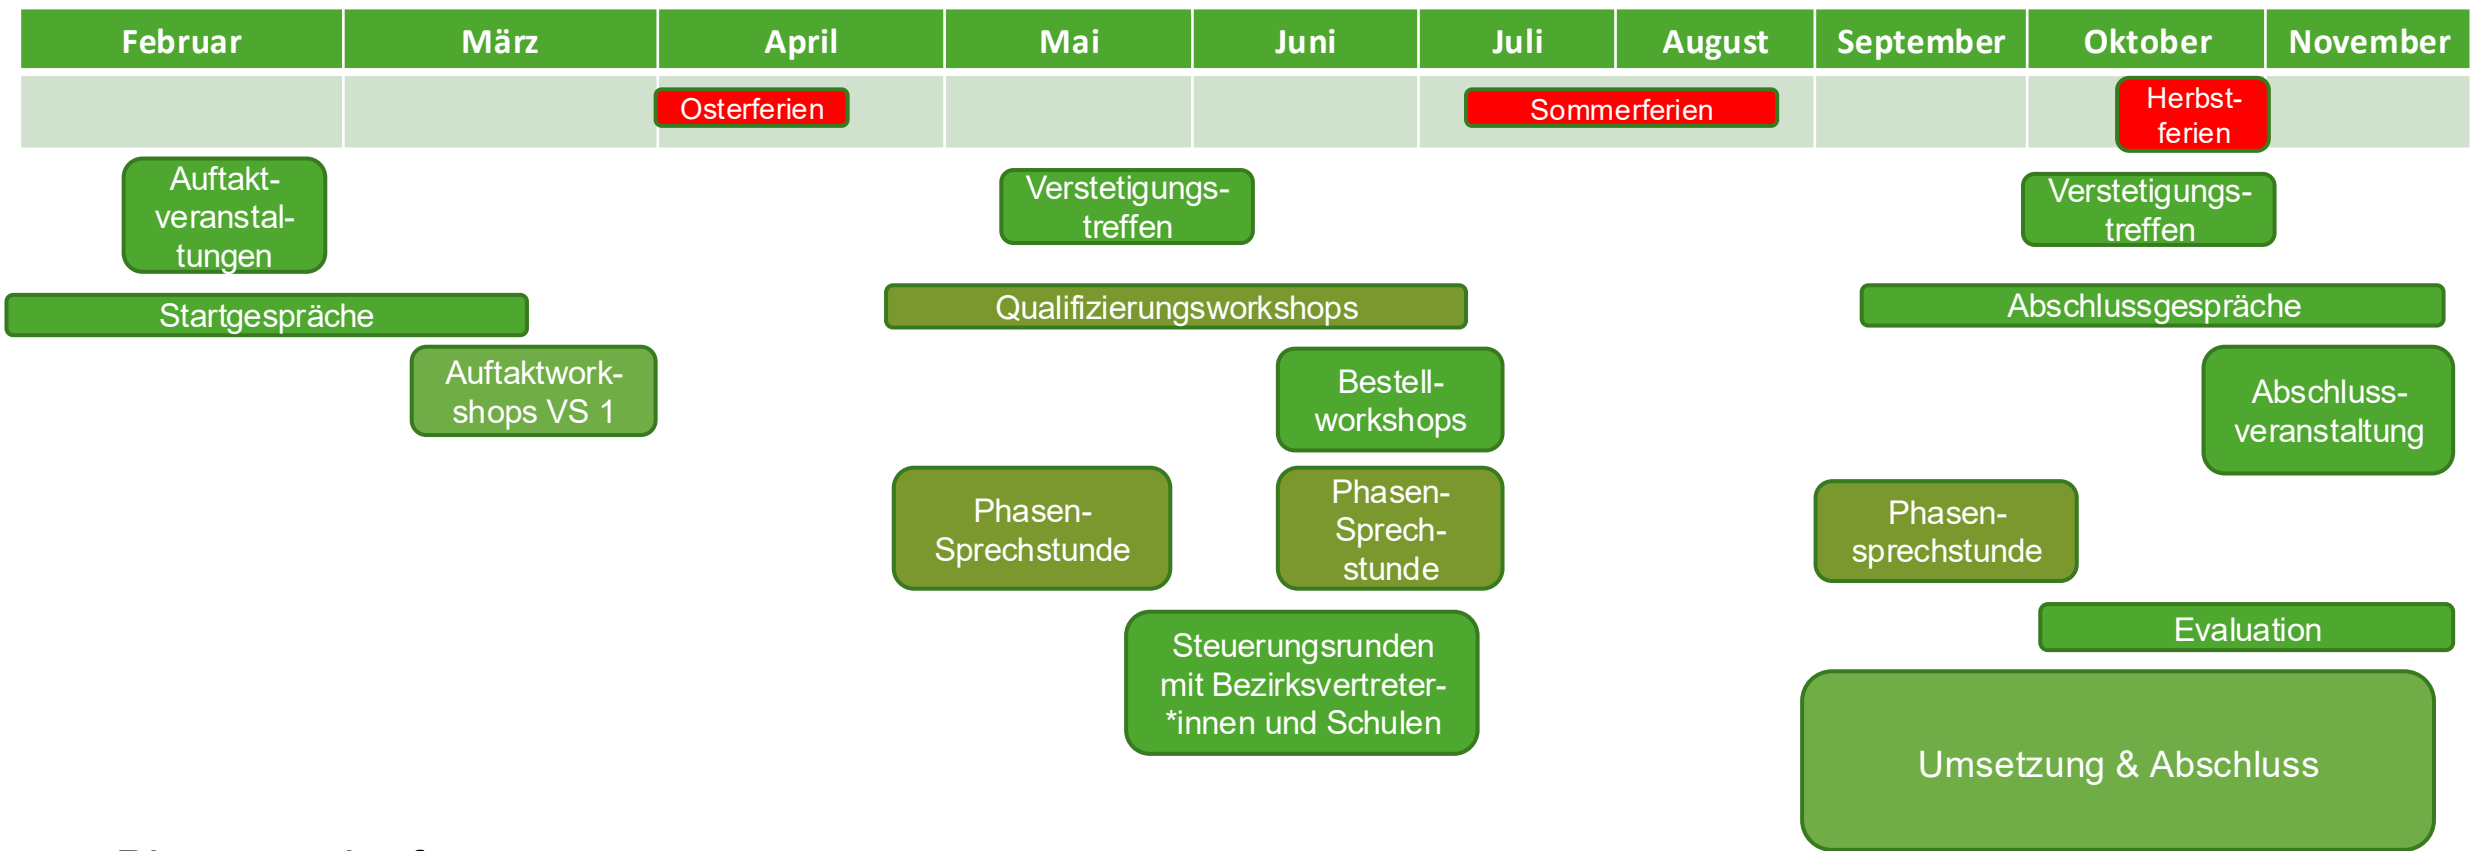 Februar März April Mai Juni Juli August September Oktober November
Osterferien
Sommerferien
Herbst-
ferien
Auftakt-
veranstal-
tungen
Verstetigungs-
treffen
Verstetigungs-
treffen
Startgespräche
Qualifizierungsworkshops
Abschlussgespräche
Auftaktwork-
shops VS 1
Bestell-
workshops
Abschluss-
veranstaltung
Phasen-
Sprechstunde
Phasen-
Sprech-
stunde
Phasen-
sprechstunde
Steuerungsrunden
mit Bezirksvertreter-
*innen und Schulen
Evaluation
Umsetzung & Abschluss